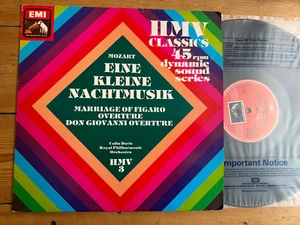 EMI
HMV
CLASSICS
45 rpm
dynamic
sound
series
MOZART
EINE
KLEINE
NACHTMUSIK
MARRIAGE OF FIGARO
OVERTURE
DON GIOVANNI OVERTURE
Colin Davis
Royal Philharmonic
Orchestra
HMV
3
Important Notice